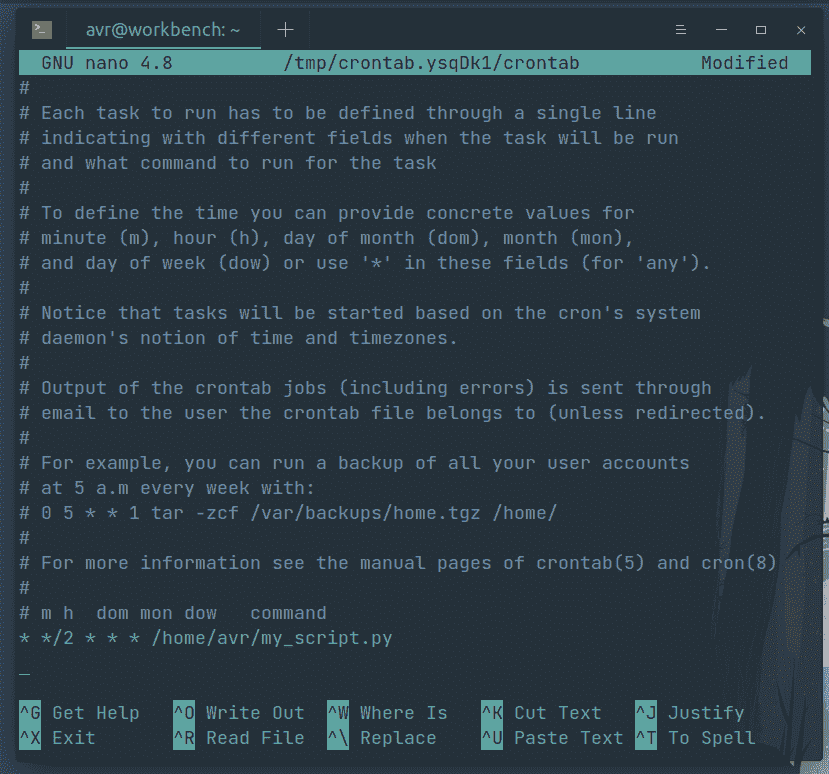 avr@workbench: ~
GNU nano 4.8 /tmp/crontab.ysqDk1/crontab Modified
#
# Each task to run has to be defined through a single line
# indicating with different fields when the task will be run
# and what command to run for the task
#
# To define the time you can provide concrete values for
# minute (m), hour (h), day of month (dom), month (mon),
# and day of week (dow) or use '*' in these fields (for 'any').
#
# Notice that tasks will be started based on the cron's system
# daemon's notion of time and timezones.
#
# Output of the crontab jobs (including errors) is sent through
# email to the user the crontab file belongs to (unless redirected).
#
# For example, you can run a backup of all your user accounts
# at 5 a.m every week with:
# 0 5 * * 1 tar -zcf /var/backups/home.tgz /home/
#
# For more information see the manual pages of crontab(5) and cron(8)
#
# m h  dom mon dow   command
* */2 * * * /home/avr/my_script.py
^G Get Help ^O Write Out ^W Where Is ^K Cut Text ^J Justify
^X Exit ^R Read File ^\ Replace ^U Paste Text ^T To Spell